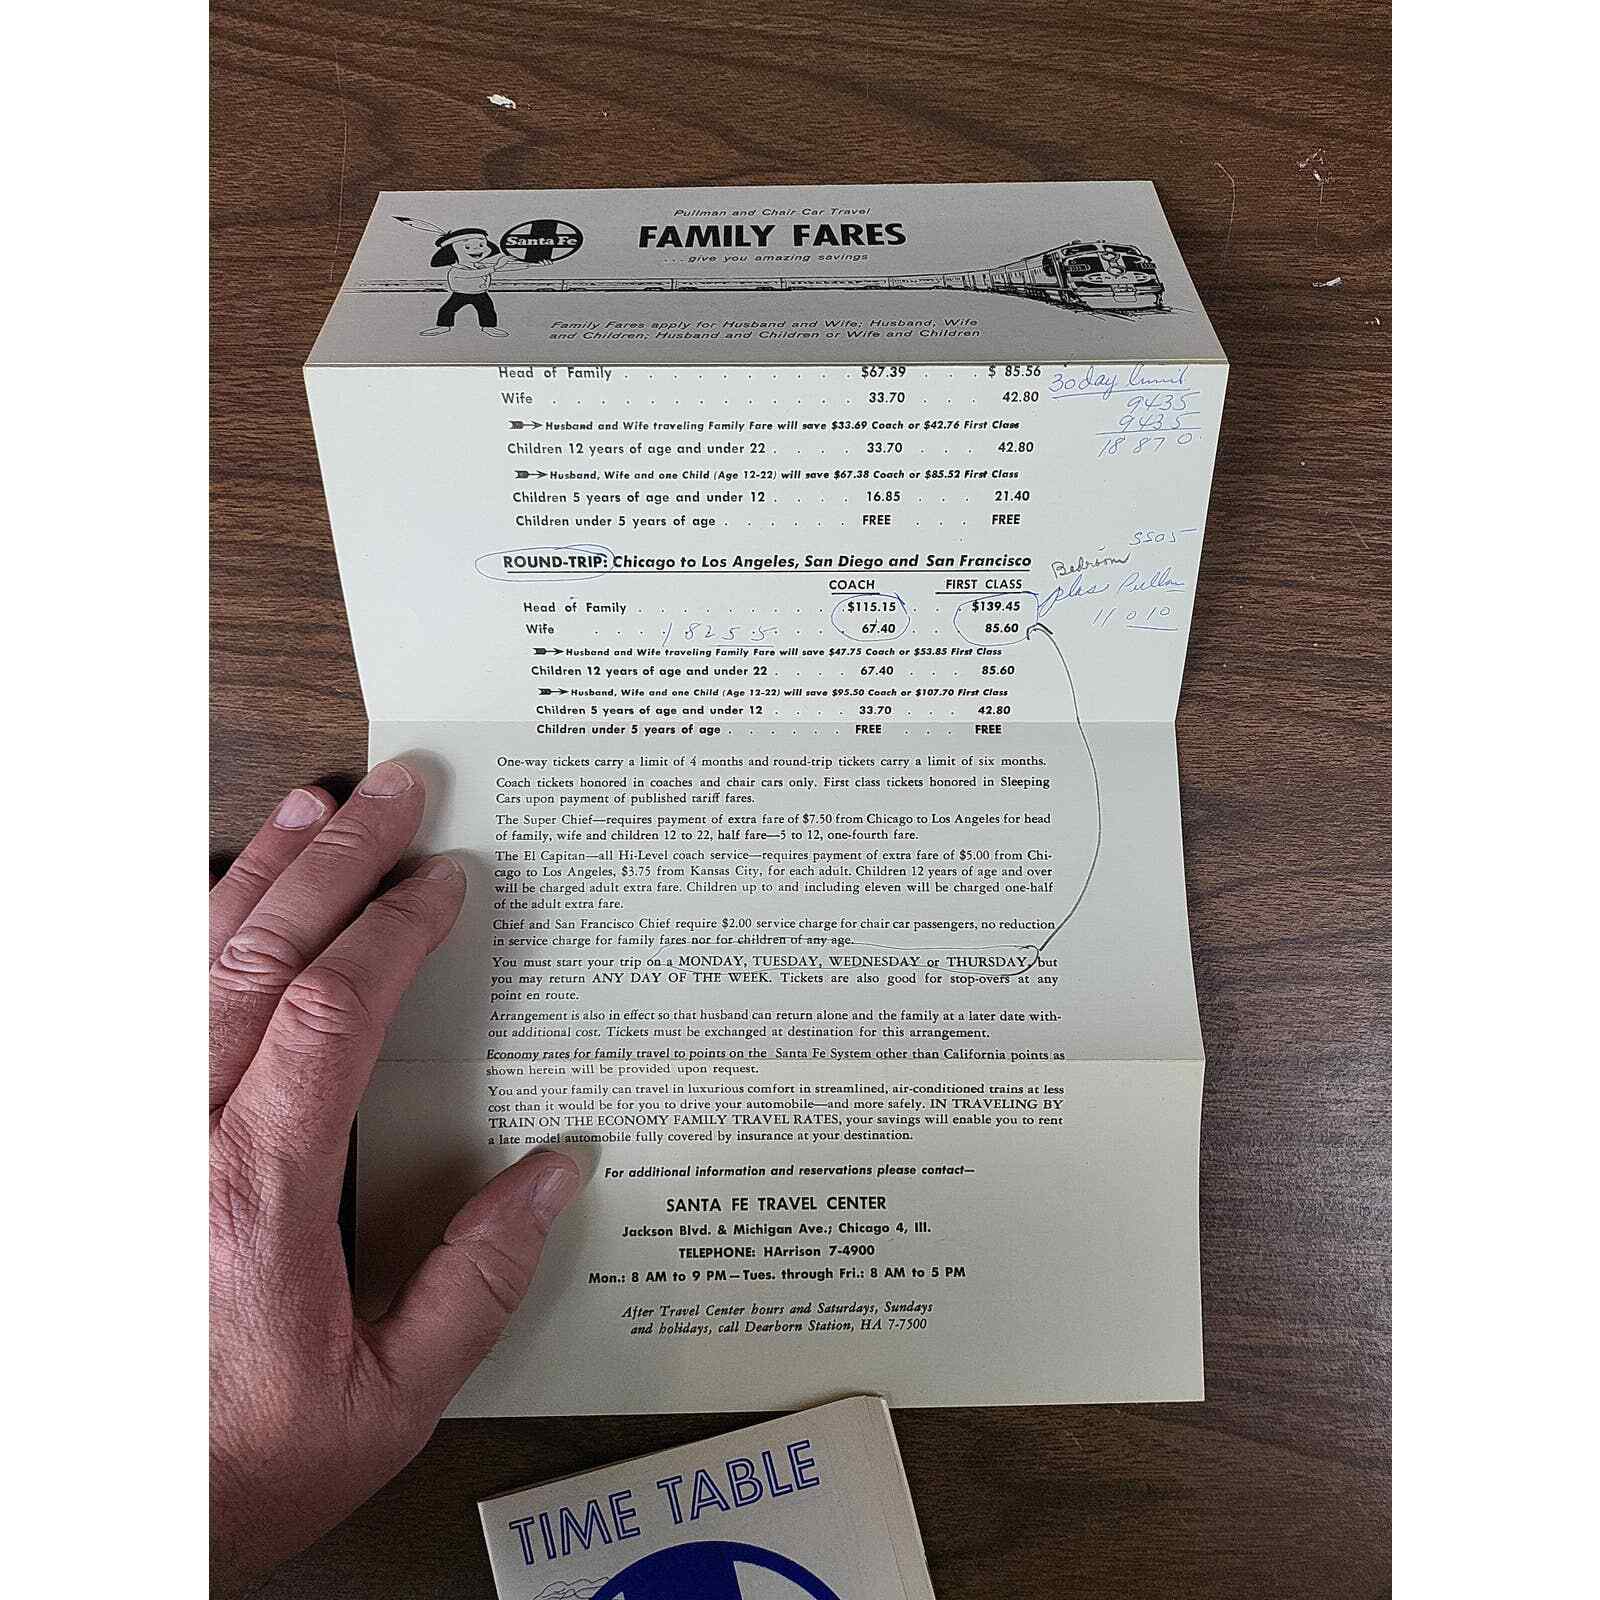 Pullman and Chair Car Travel
Santa Fe
FAMILY FARES
...give you amazing savings
Family Fares apply for Husband and Wife; Husband, Wife
and Children; Husband and Children or Wife and Children
Head of Family . . . . . . . . . . $67.39 . . . $ 85.56
30 day limit
Wife . . . . . . . . . . . . . 33.70 . . . 42.80
9435
Husband and Wife traveling Family Fare will save $33.69 Coach or $42.76 First Class
9435
Children 12 years of age and under 22 . . . . 33.70 . . . 42.80
18870
Husband, Wife and one Child (Age 12-22) will save $67.38 Coach or $85.52 First Class
Children 5 years of age and under 12 . . . . 16.85 . . . 21.40
Children under 5 years of age . . . . . . FREE . . . FREE
5505
ROUND-TRIP: Chicago to Los Angeles, San Diego and San Francisco
Bedroom
COACH FIRST CLASS
plus Pullman
Head of Family . . . . . . . . . $115.15 . . . $139.45
11010
Wife . . . . 18255 . . . . 67.40 . . 85.60
Husband and Wife traveling Family Fare will save $47.75 Coach or $53.85 First Class
Children 12 years of age and under 22 . . . . 67.40 . . . 85.60
Husband, Wife and one Child (Age 12-22) will save $95.50 Coach or $107.70 First Class
Children 5 years of age and under 12 . . . . 33.70 . . . 42.80
Children under 5 years of age . . . . . . FREE . . . FREE
One-way tickets carry a limit of 4 months and round-trip tickets carry a limit of six months.
Coach tickets honored in coaches and chair cars only. First class tickets honored in Sleeping
Cars upon payment of published tariff fares.
The Super Chief—requires payment of extra fare of $7.50 from Chicago to Los Angeles for head
of family, wife and children 12 to 22, half fare—5 to 12, one-fourth fare.
The El Capitan—all Hi-Level coach service—requires payment of extra fare of $5.00 from Chi-
cago to Los Angeles, $3.75 from Kansas City, for each adult. Children 12 years of age and over
will be charged adult extra fare. Children up to and including eleven will be charged one-half
of the adult extra fare.
Chief and San Francisco Chief require $2.00 service charge for chair car passengers, no reduction
in service charge for family fares nor for children of any age.
You must start your trip on a MONDAY, TUESDAY, WEDNESDAY or THURSDAY, but
you may return ANY DAY OF THE WEEK. Tickets are also good for stop-overs at any
point en route.
Arrangement is also in effect so that husband can return alone and the family at a later date with-
out additional cost. Tickets must be exchanged at destination for this arrangement.
Economy rates for family travel to points on the Santa Fe System other than California points as
shown herein will be provided upon request.
You and your family can travel in luxurious comfort in streamlined, air-conditioned trains at less
cost than it would be for you to drive your automobile—and more safely. IN TRAVELING BY
TRAIN ON THE ECONOMY FAMILY TRAVEL RATES, your savings will enable you to rent
a late model automobile fully covered by insurance at your destination.
For additional information and reservations please contact—
SANTA FE TRAVEL CENTER
Jackson Blvd. & Michigan Ave.; Chicago 4, Ill.
TELEPHONE: HArrison 7-4900
Mon.: 8 AM to 9 PM—Tues. through Fri.: 8 AM to 5 PM
After Travel Center hours and Saturdays, Sundays
and holidays, call Dearborn Station, HA 7-7500
TIME TABLE